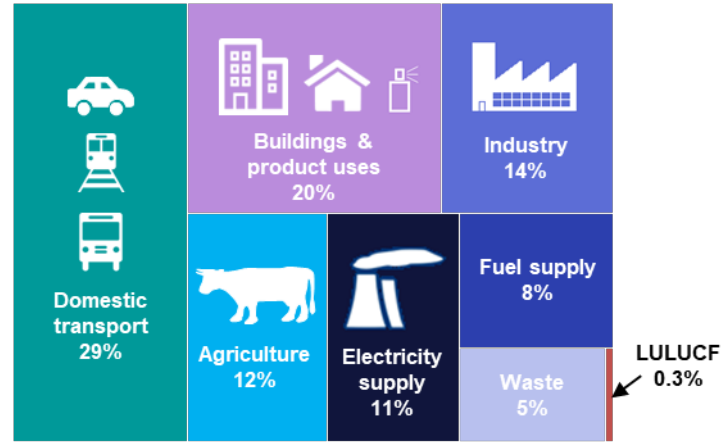 Domestic
transport
29%
Buildings &
product uses
20%
Industry
14%
Agriculture
12%
Electricity
supply
11%
Fuel supply
8%
Waste
5%
LULUCF
0.3%